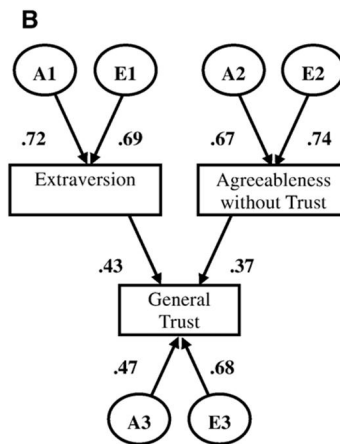 B
A1 E1 A2 E2
.72 .69 .67 .74
Extraversion
Agreeableness
without Trust
.43 .37
General
Trust
.47 .68
A3 E3